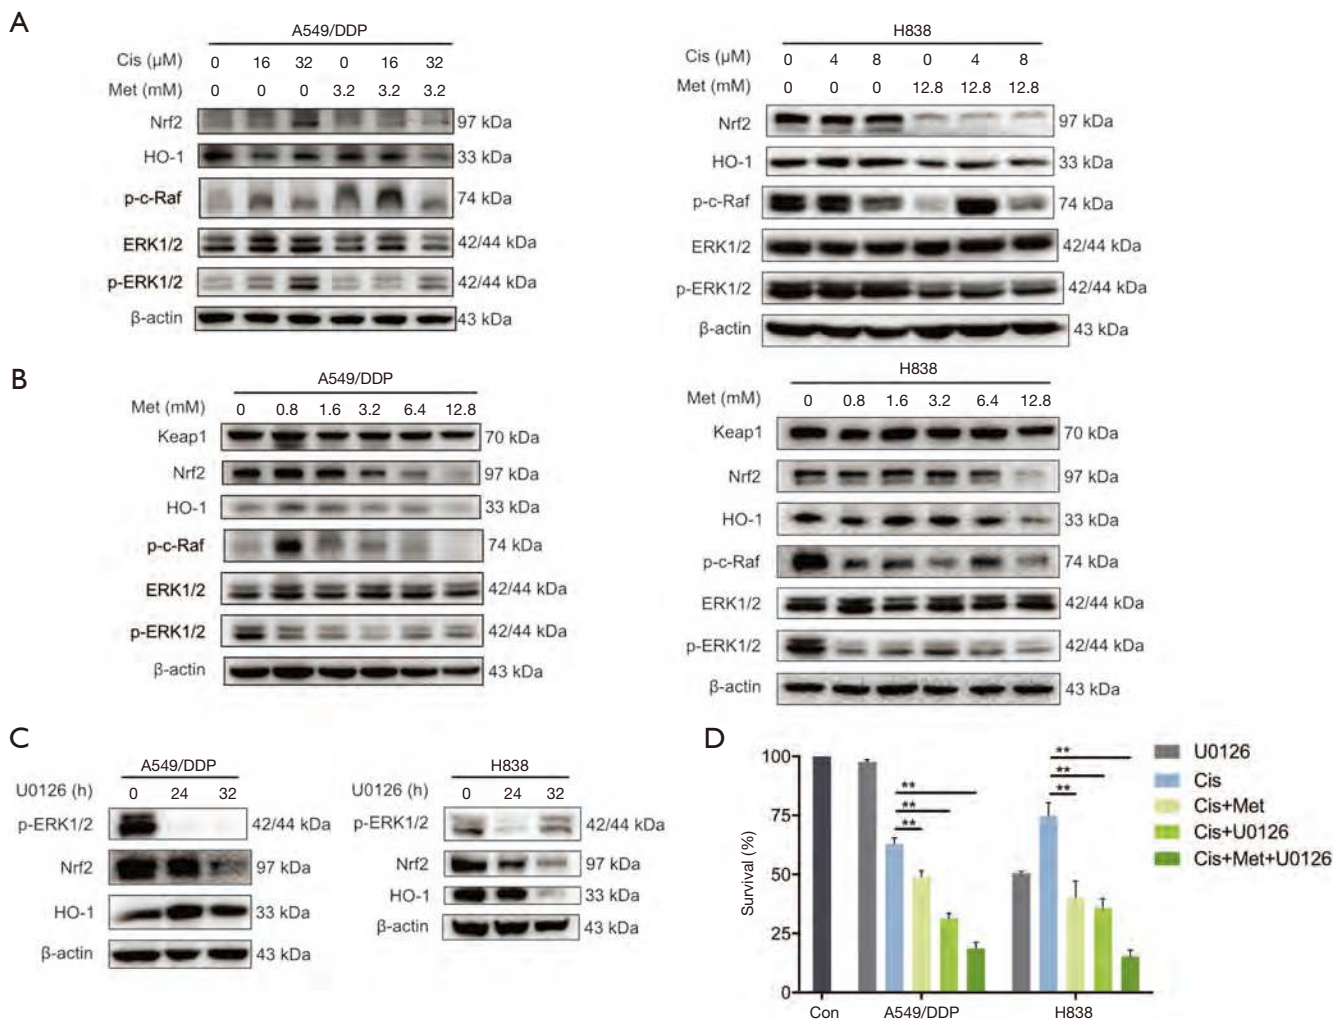 A
A549/DDP
Cis (μM) 0 16 32 0 16 32
Met (mM) 0 0 0 3.2 3.2 3.2
Nrf2 97 kDa
HO-1 33 kDa
p-c-Raf 74 kDa
ERK1/2 42/44 kDa
p-ERK1/2 42/44 kDa
β-actin 43 kDa
H838
Cis (μM) 0 4 8 0 4 8
Met (mM) 0 0 0 12.8 12.8 12.8
Nrf2 97 kDa
HO-1 33 kDa
p-c-Raf 74 kDa
ERK1/2 42/44 kDa
p-ERK1/2 42/44 kDa
β-actin 43 kDa
B
A549/DDP
Met (mM) 0 0.8 1.6 3.2 6.4 12.8
Keap1 70 kDa
Nrf2 97 kDa
HO-1 33 kDa
p-c-Raf 74 kDa
ERK1/2 42/44 kDa
p-ERK1/2 42/44 kDa
β-actin 43 kDa
H838
Met (mM) 0 0.8 1.6 3.2 6.4 12.8
Keap1 70 kDa
Nrf2 97 kDa
HO-1 33 kDa
p-c-Raf 74 kDa
ERK1/2 42/44 kDa
p-ERK1/2 42/44 kDa
β-actin 43 kDa
C
A549/DDP
U0126 (h) 0 24 32
p-ERK1/2 42/44 kDa
Nrf2 97 kDa
HO-1 33 kDa
β-actin 43 kDa
H838
U0126 (h) 0 24 32
p-ERK1/2 42/44 kDa
Nrf2 97 kDa
HO-1 33 kDa
β-actin 43 kDa
D
Survival (%)
100
75
50
25
0
** ** **
** ** **
Con A549/DDP H838
U0126
Cis
Cis+Met
Cis+U0126
Cis+Met+U0126